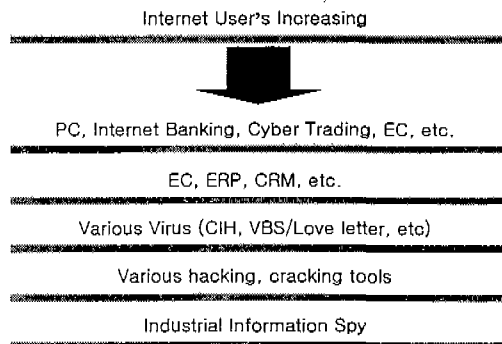 Internet User's Increasing
PC, Internet Banking, Cyber Trading, EC, etc.
EC, ERP, CRM, etc.
Various Virus (CIH, VBS/Love letter, etc)
Various hacking, cracking tools
Industrial Information Spy